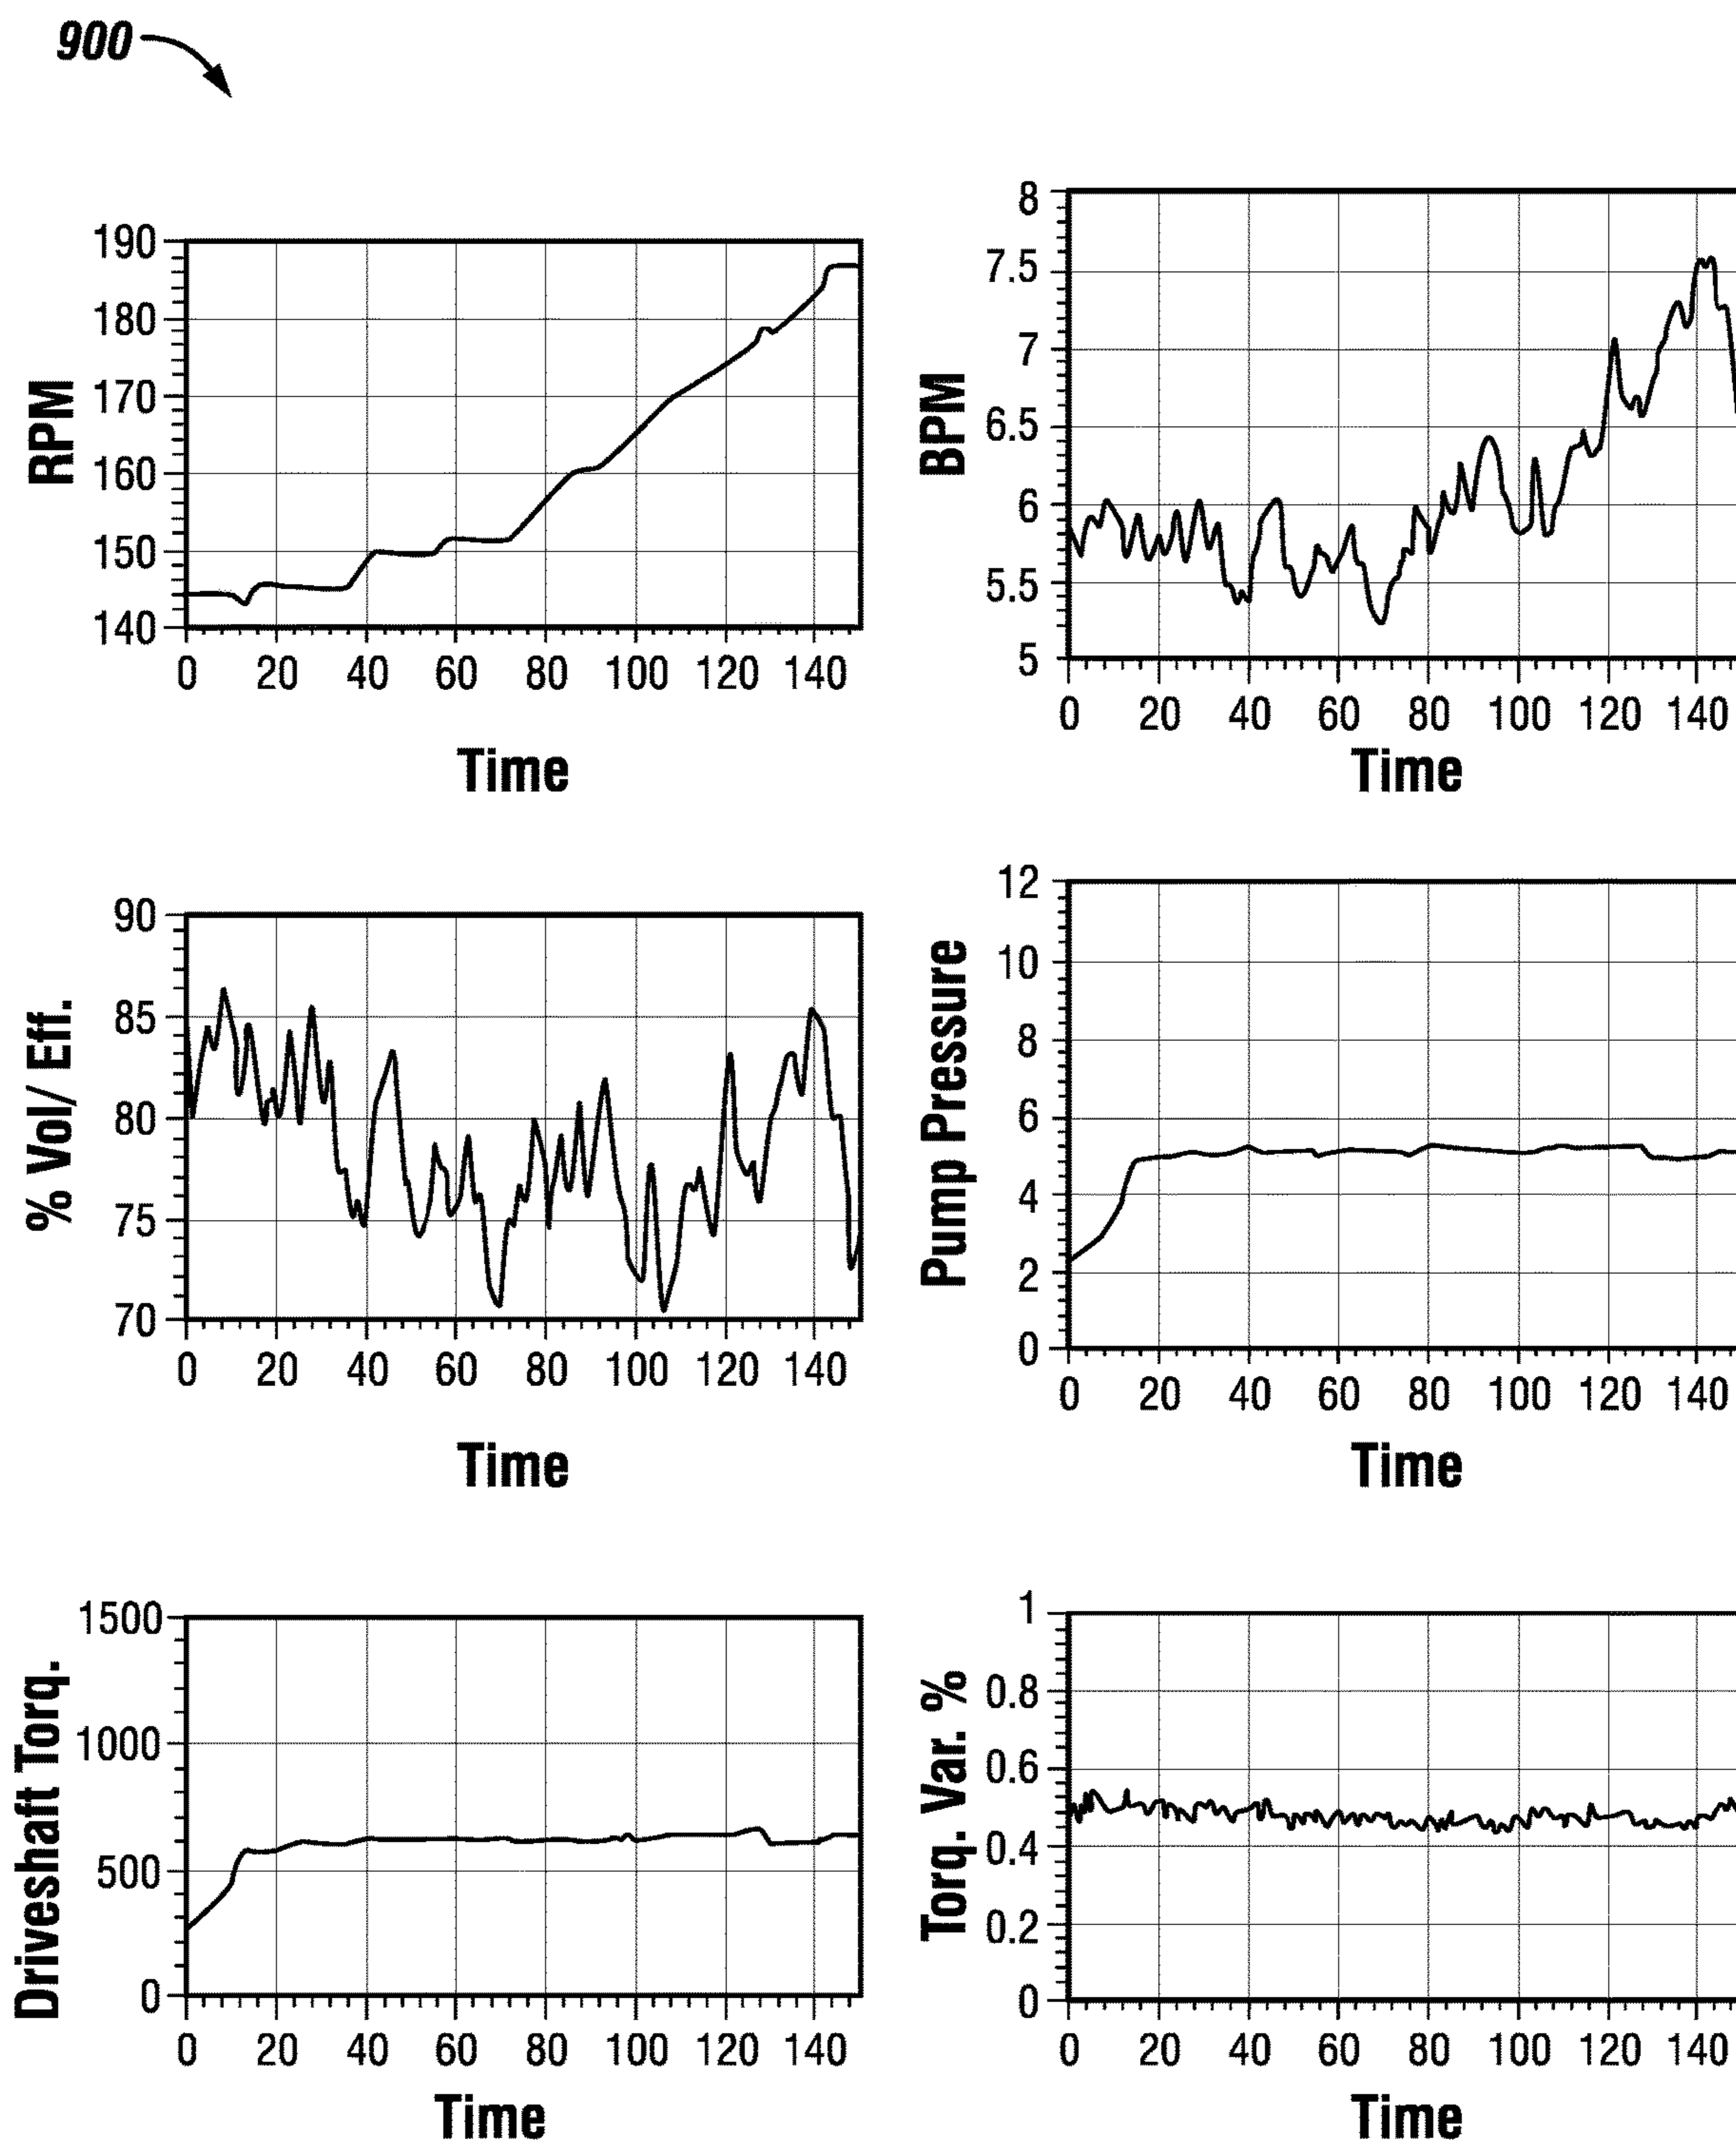 900
RPM
190
180
170
160
150
140
0 20 40 60 80 100 120 140
Time
BPM
8
7.5
7
6.5
6
5.5
5
0 20 40 60 80 100 120 140
Time
% Vol/ Eff.
90
85
80
75
70
0 20 40 60 80 100 120 140
Time
Pump Pressure
12
10
8
6
4
2
0
0 20 40 60 80 100 120 140
Time
Driveshaft Torq.
1500
1000
500
0
0 20 40 60 80 100 120 140
Time
Torq. Var. %
1
0.8
0.6
0.4
0.2
0
0 20 40 60 80 100 120 140
Time